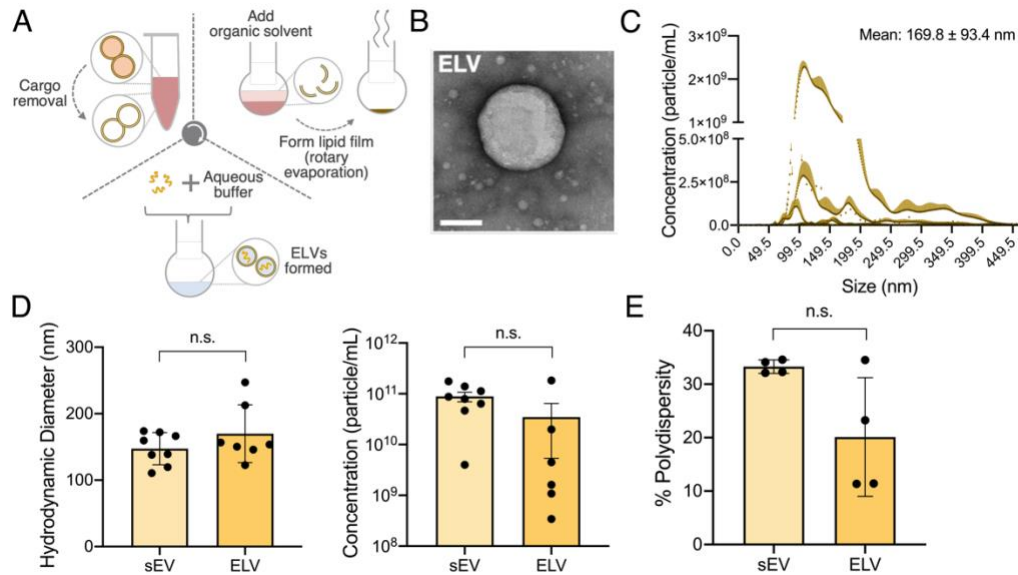 A
Cargo
removal
Add
organic solvent
Form lipid film
(rotary
evaporation)
Aqueous
buffer
ELVs
formed
B
ELV
C
Mean: 169.8 ± 93.4 nm
Concentration (particle/mL)
3×10⁹
2×10⁹
1×10⁹
5.0×10⁸
2.5×10⁸
0.0
0.0
49.5
99.5
149.5
199.5
249.5
299.5
349.5
399.5
449.5
Size (nm)
D
Hydrodynamic Diameter (nm)
300
200
100
0
n.s.
sEV
ELV
Concentration (particle/mL)
10¹²
10¹¹
10¹⁰
10⁹
10⁸
n.s.
sEV
ELV
E
% Polydispersity
40
30
20
10
0
n.s.
sEV
ELV